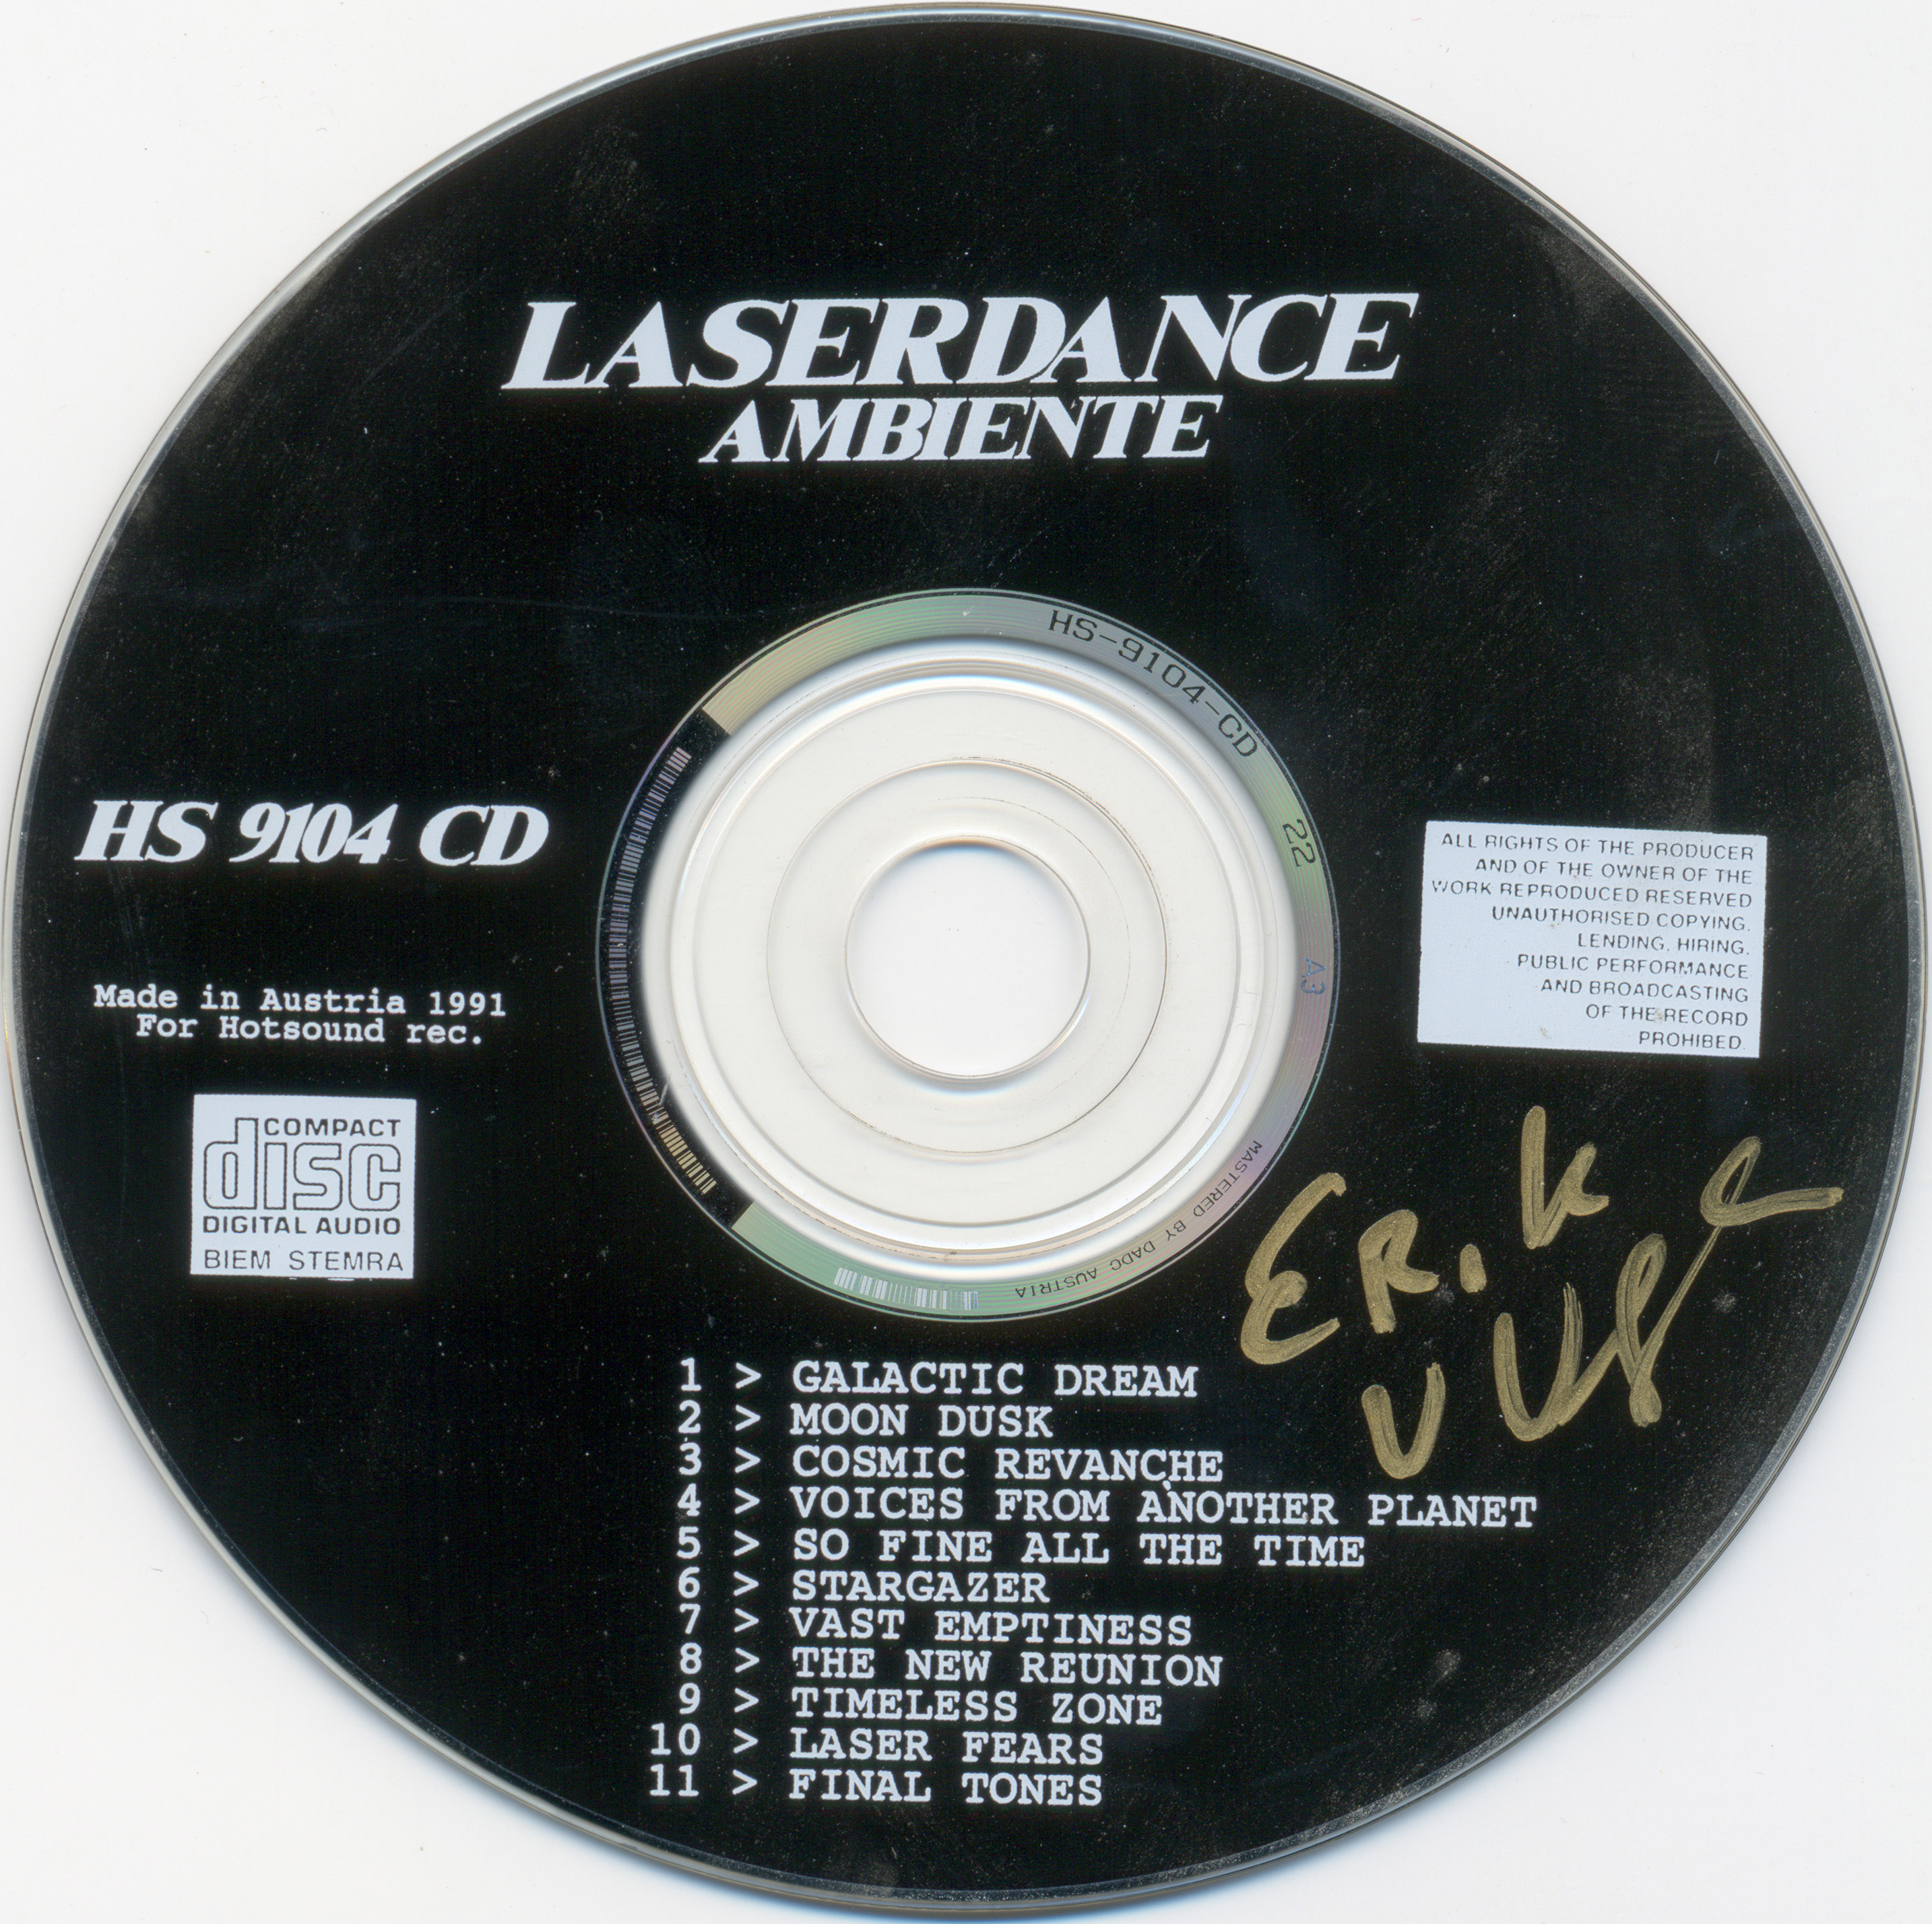 LASERDANCE
AMBIENTE
HS-9104-CD
22
A3
MASTERED BY DADC AUSTRIA
HS 9104 CD
Made in Austria 1991
For Hotsound rec.
COMPACT
disc
DIGITAL AUDIO
BIEM STEMRA
ALL RIGHTS OF THE PRODUCER
AND OF THE OWNER OF THE
WORK REPRODUCED RESERVED
UNAUTHORISED COPYING.
LENDING. HIRING.
PUBLIC PERFORMANCE
AND BROADCASTING
OF THE RECORD
PROHIBED.
ERik
1 > GALACTIC DREAM
2 > MOON DUSK
3 > COSMIC REVANCHE
4 > VOICES FROM ANOTHER PLANET
5 > SO FINE ALL THE TIME
6 > STARGAZER
7 > VAST EMPTINESS
8 > THE NEW REUNION
9 > TIMELESS ZONE
10 > LASER FEARS
11 > FINAL TONES